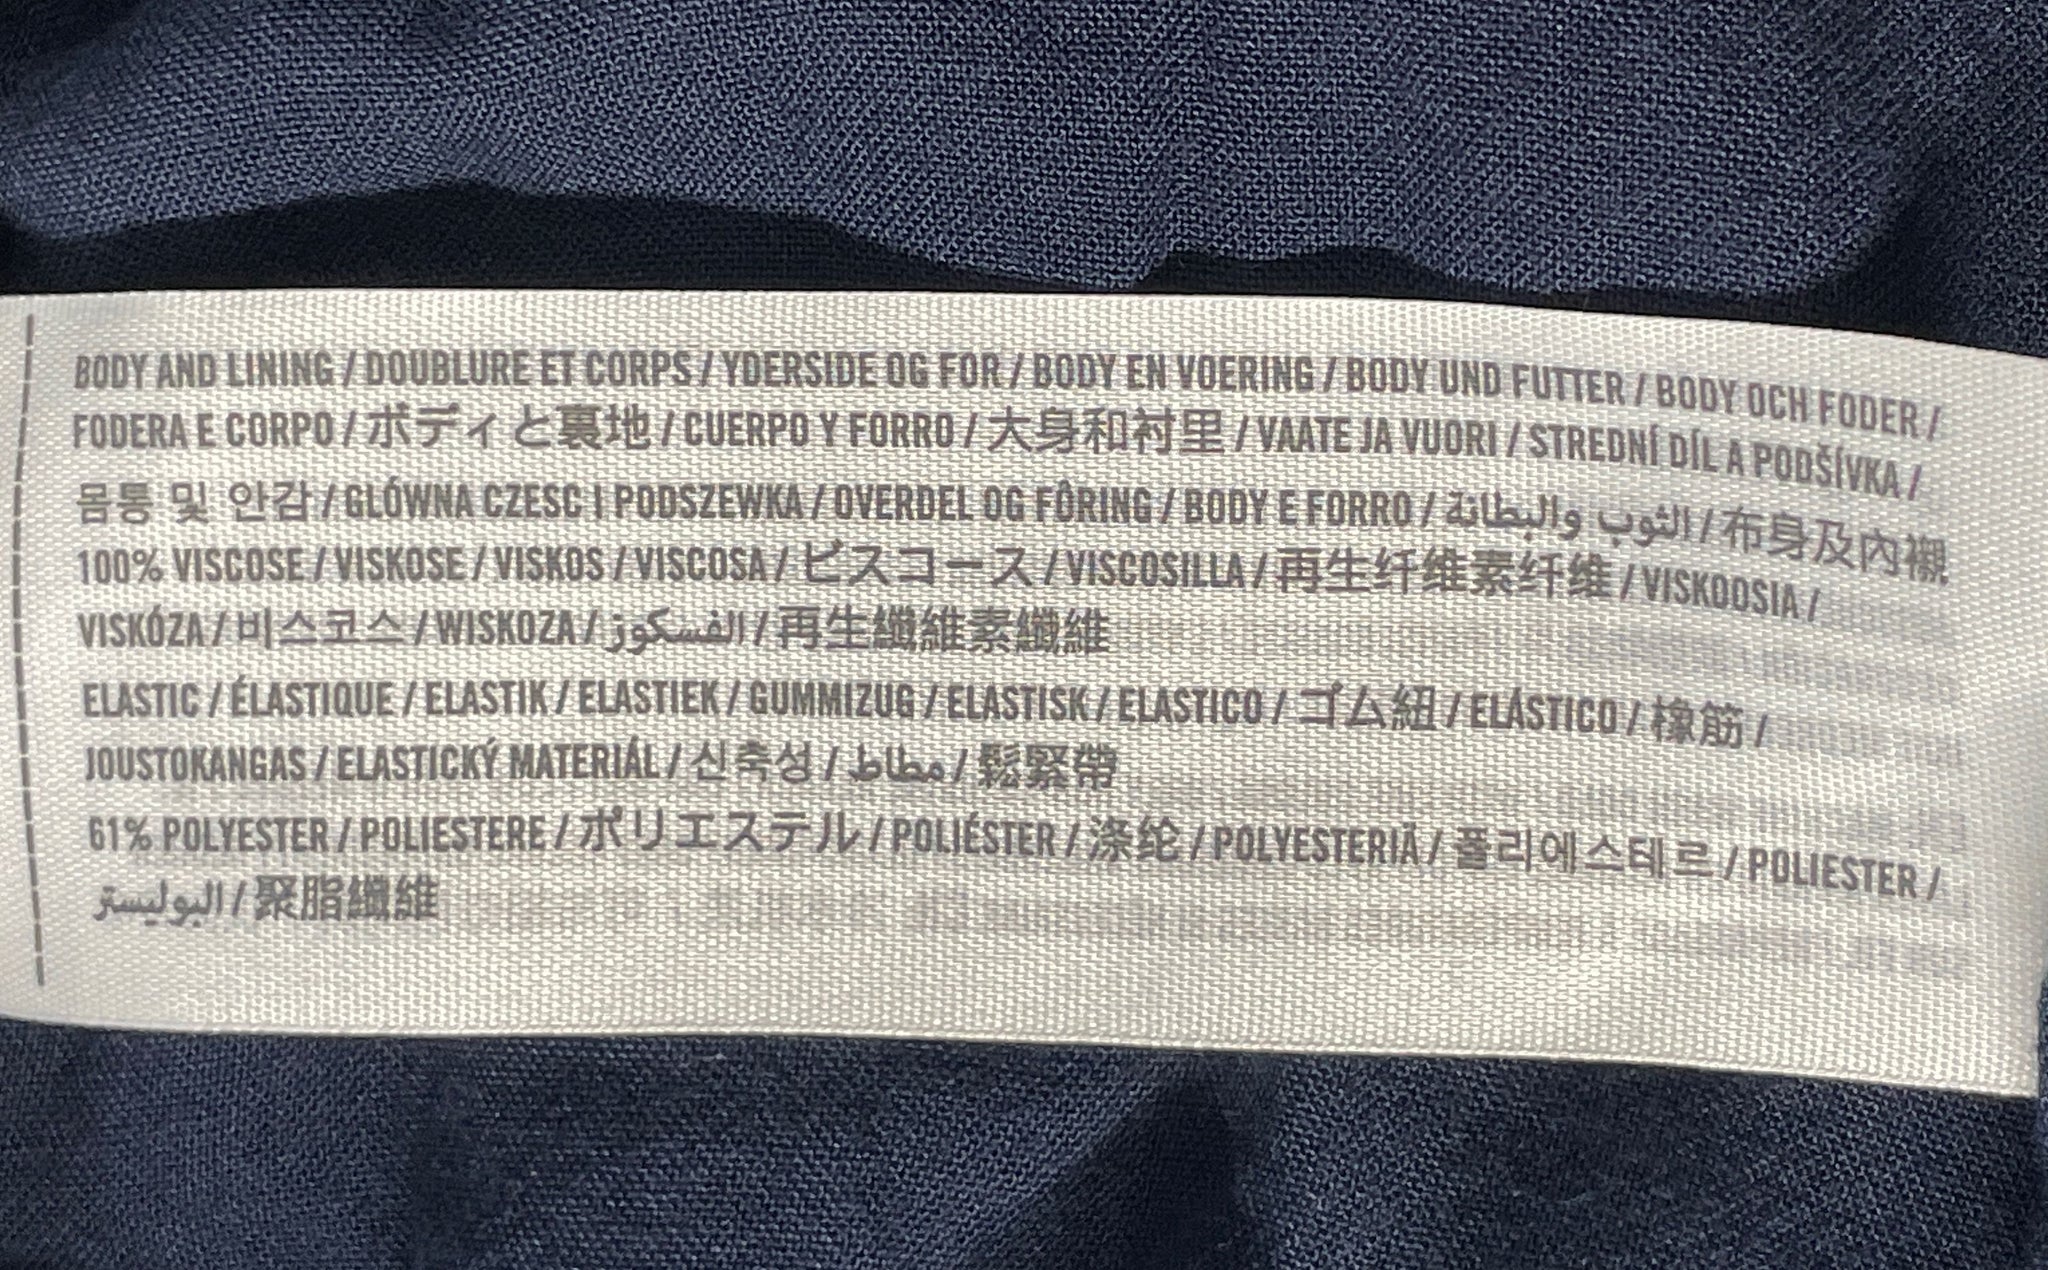 BODY AND LINING / DOUBLURE ET CORPS / YDERSIDE OG FOR / BODY EN VOERING / BODY UND FUTTER / BODY OCH FODER /
FODERA E CORPO / ボディと裏地 / CUERPO Y FORRO / 大身和衬里 / VAATE JA VUORI / STREDNÍ DÍL A PODŠÍVKA /
몸통 및 안감 / GLÓWNA CZESC I PODSZEWKA / OVERDEL OG FÔRING / BODY E FORRO / الثوب والبطانة / 布身及內襯
100% VISCOSE / VISKOSE / VISKOS / VISCOSA / ビスコース / VISCOSILLA / 再生纤维素纤维 / VISKOOSIA /
VISKÓZA / 비스코스 / WISKOZA / الفسكوز / 再生纖維素纖維
ELASTIC / ÉLASTIQUE / ELASTIK / ELASTIEK / GUMMIZUG / ELASTISK / ELASTICO / ゴム紐 / ELÁSTICO / 橡筋 /
JOUSTOKANGAS / ELASTICKÝ MATERIÁL / 신축성 / مطاط / 鬆緊帶
61% POLYESTER / POLIESTERE / ポリエステル / POLIÉSTER / 涤纶 / POLYESTERIÄ / 폴리에스테르 / POLIESTER /
البوليستر / 聚脂纖維